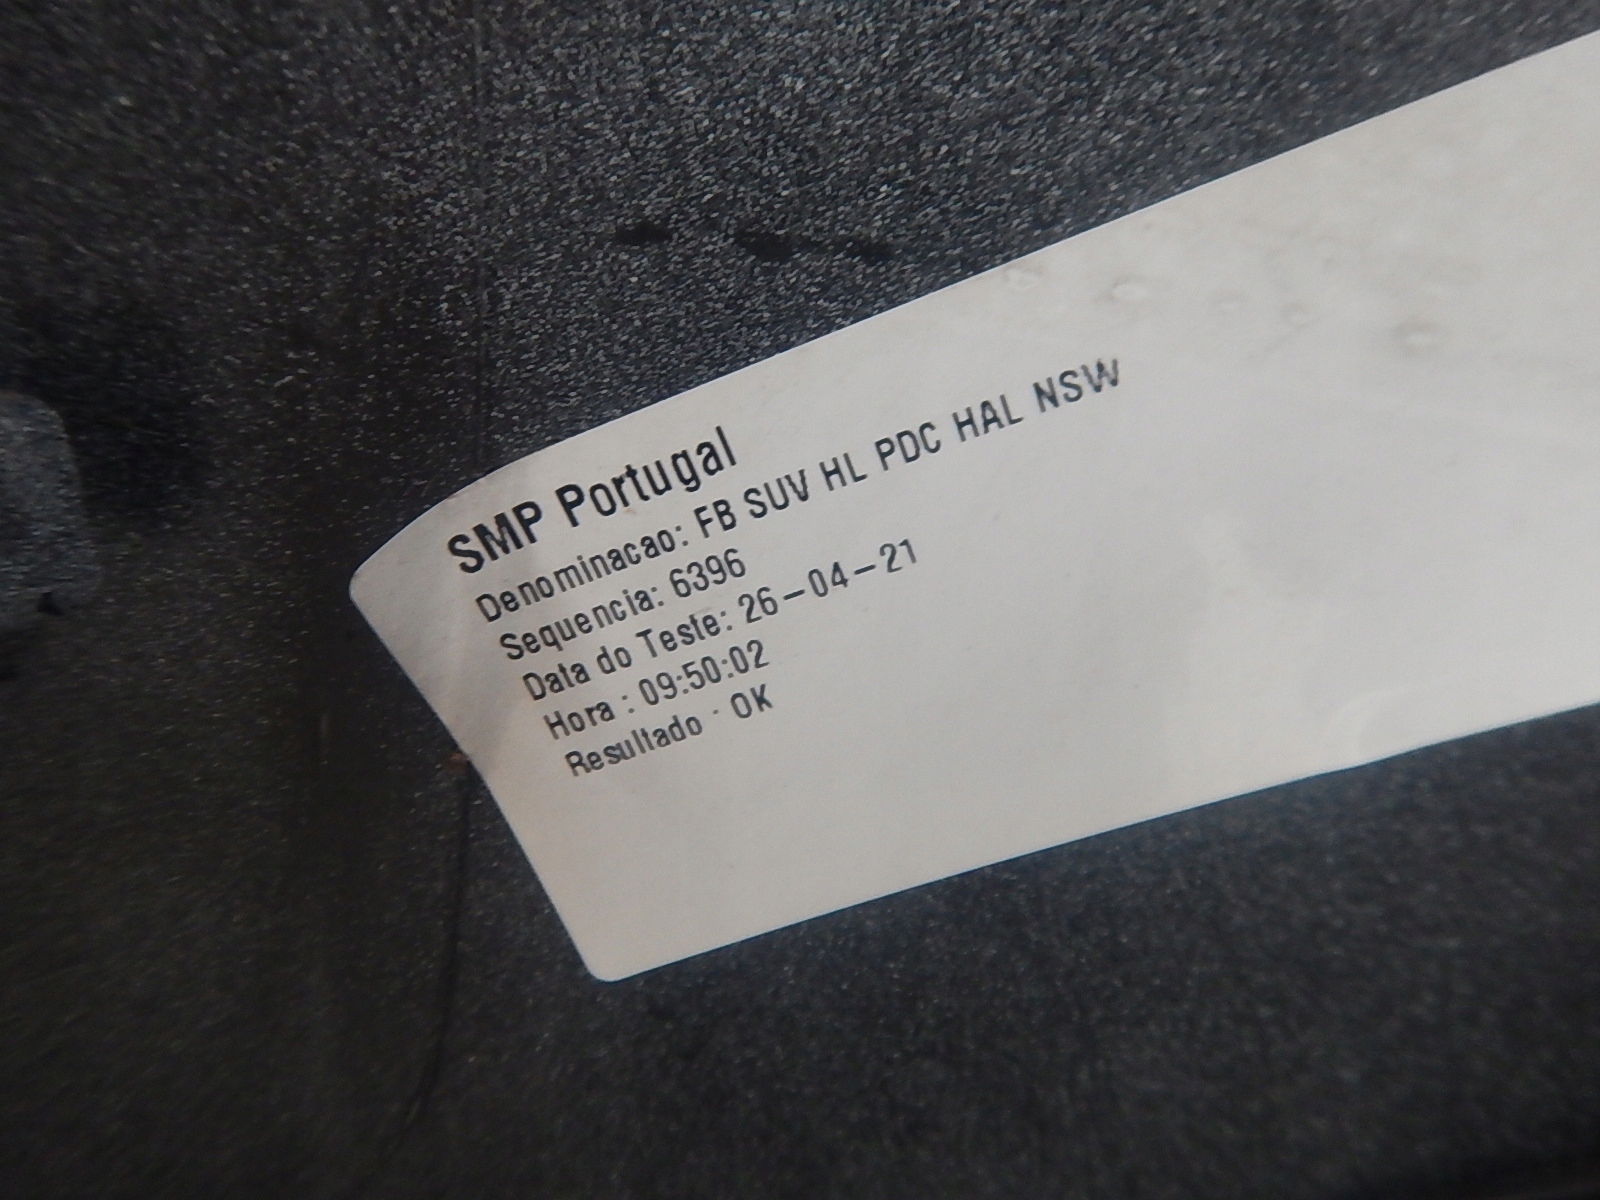 SMP Portugal
Denominacao: FB SUV HL PDC HAL NSW
Sequencia: 6396
Data do Teste: 26-04-21
Hora : 09:50:02
Resultado : OK